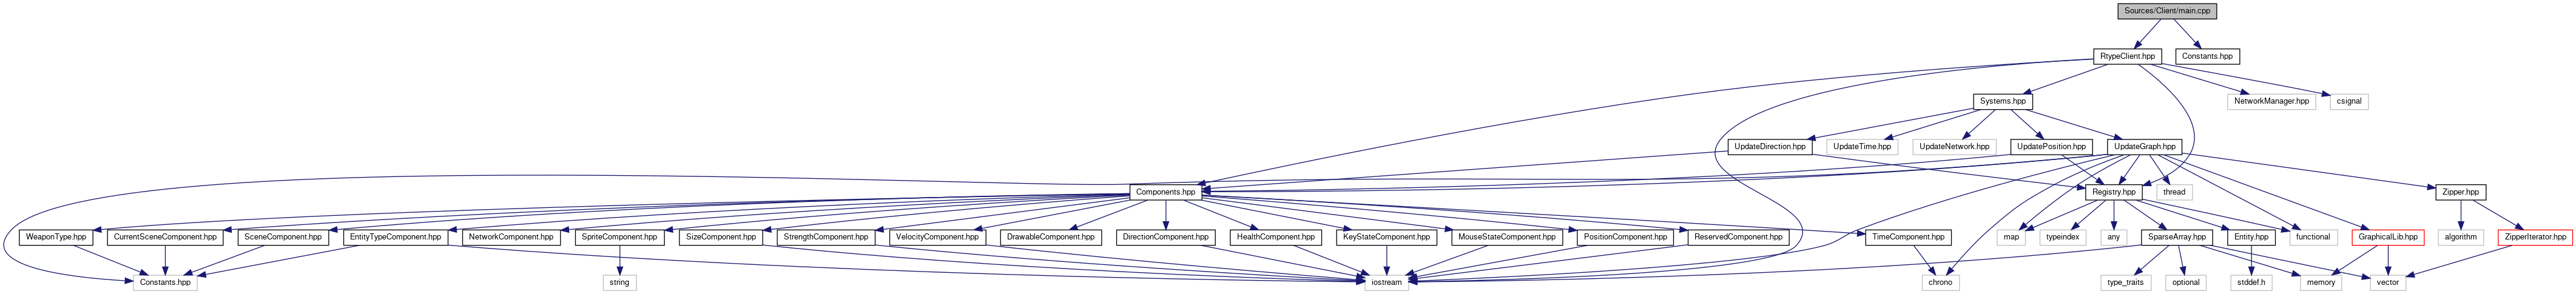 Sources/Client/main.cpp
RtypeClient.hpp
Constants.hpp
Systems.hpp
NetworkManager.hpp
csignal
UpdateDirection.hpp
UpdateTime.hpp
UpdateNetwork.hpp
UpdatePosition.hpp
UpdateGraph.hpp
Components.hpp
Registry.hpp
thread
Zipper.hpp
WeaponType.hpp
CurrentSceneComponent.hpp
SceneComponent.hpp
EntityTypeComponent.hpp
NetworkComponent.hpp
SpriteComponent.hpp
SizeComponent.hpp
StrengthComponent.hpp
VelocityComponent.hpp
DrawableComponent.hpp
DirectionComponent.hpp
HealthComponent.hpp
KeyStateComponent.hpp
MouseStateComponent.hpp
PositionComponent.hpp
ReservedComponent.hpp
TimeComponent.hpp
map
typeindex
any
SparseArray.hpp
Entity.hpp
functional
GraphicalLib.hpp
algorithm
ZipperIterator.hpp
Constants.hpp
string
iostream
chrono
type_traits
optional
stddef.h
memory
vector